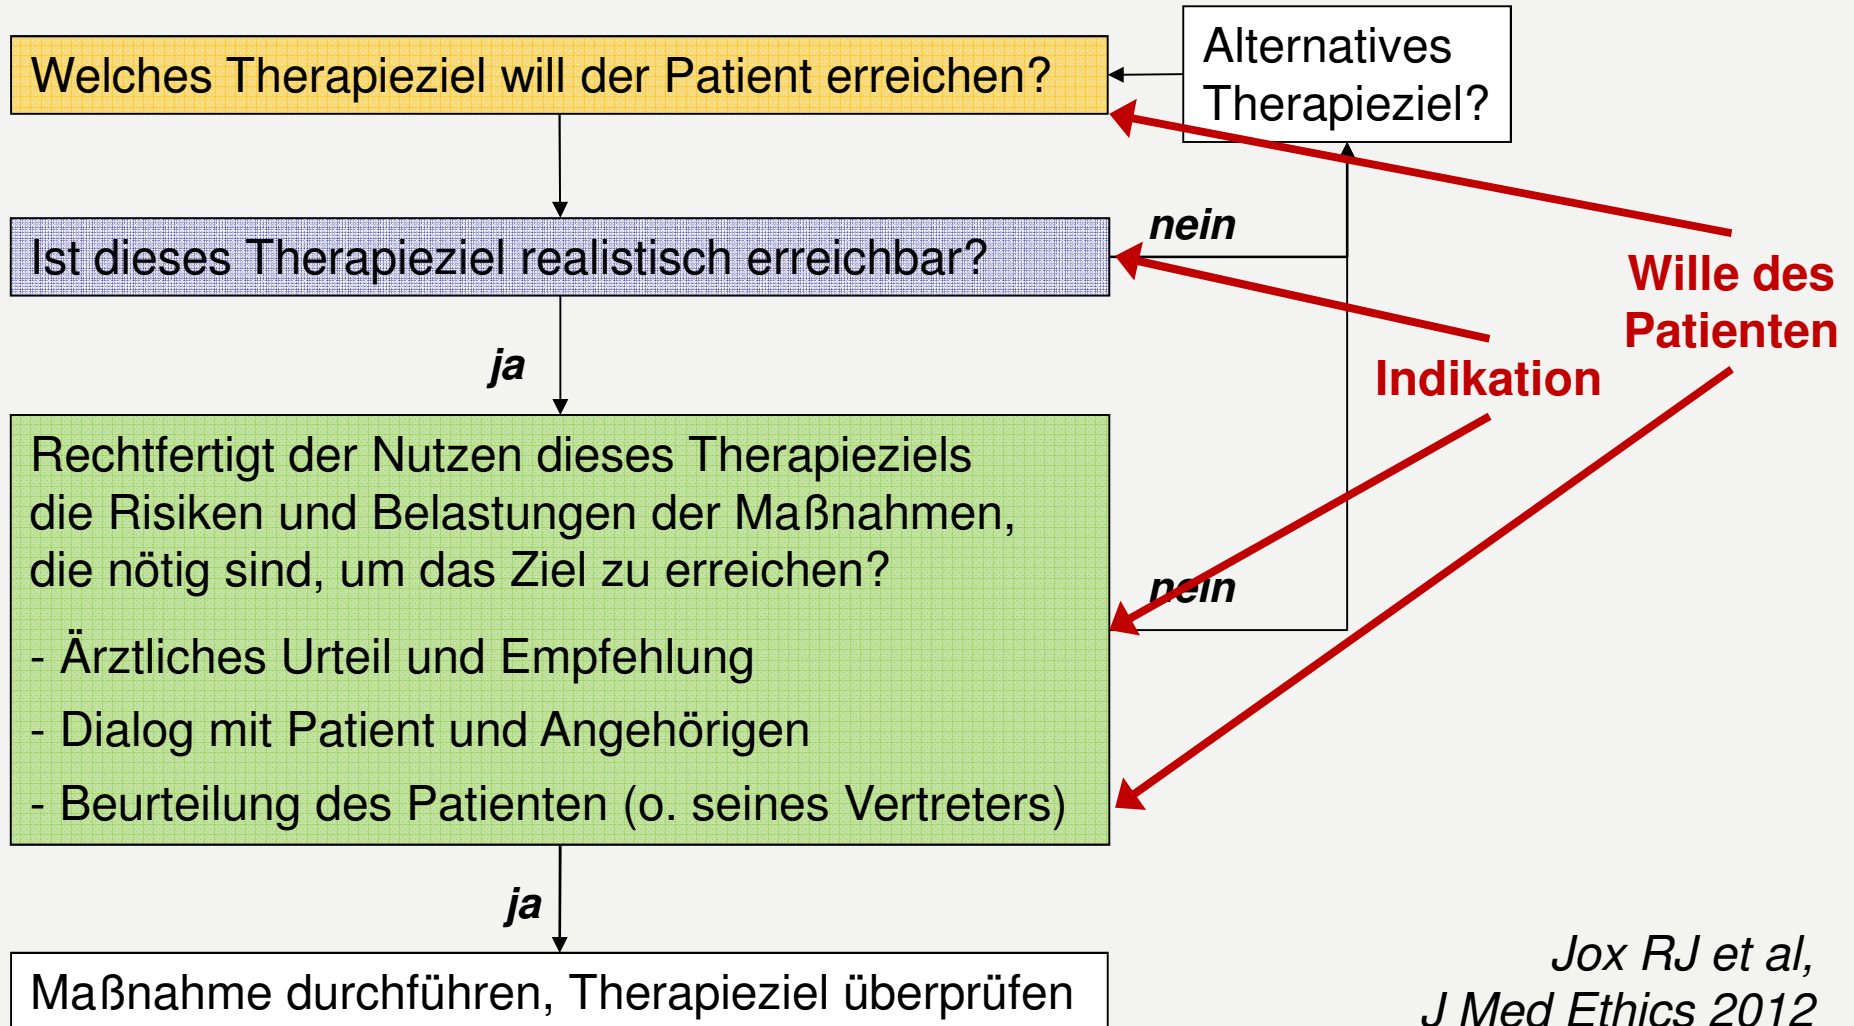 Welches Therapieziel will der Patient erreichen?
Alternatives
Therapieziel?
Ist dieses Therapieziel realistisch erreichbar?
nein
Wille des
Patienten
Indikation
ja
Rechtfertigt der Nutzen dieses Therapieziels
die Risiken und Belastungen der Maßnahmen,
die nötig sind, um das Ziel zu erreichen?
- Ärztliches Urteil und Empfehlung
- Dialog mit Patient und Angehörigen
- Beurteilung des Patienten (o. seines Vertreters)
nein
ja
Maßnahme durchführen, Therapieziel überprüfen
Jox RJ et al,
J Med Ethics 2012